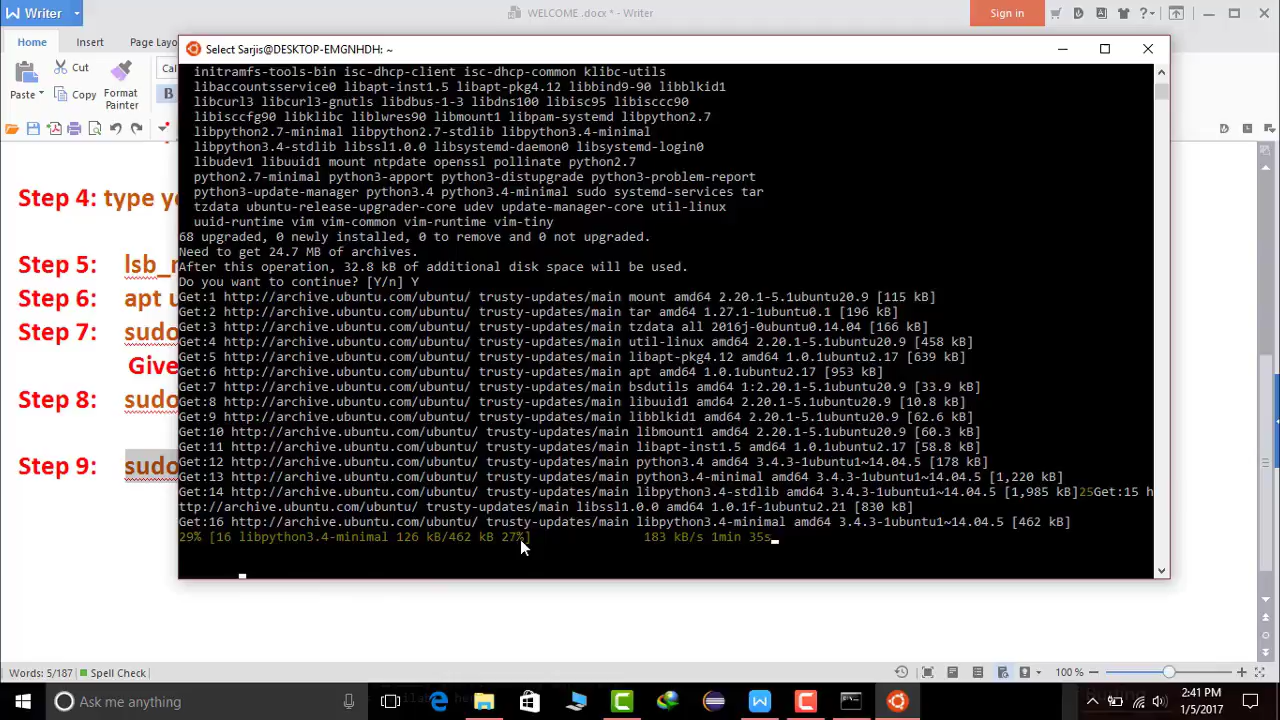 Writer
WELCOME .docx * - Writer
Sign in
Home
Insert
Page Layo
Cut
Copy
Paste
Format
Painter
Cal
B
Step 4: type yo
Step 5: lsb_r
Step 6: apt u
Step 7: sudo
Give
Step 8: sudo
Step 9: sudo
Select Sarjis@DESKTOP-EMGNHDH: ~
initramfs-tools-bin isc-dhcp-client isc-dhcp-common klibc-utils
libaccountsservice0 libapt-inst1.5 libapt-pkg4.12 libbind9-90 libblkid1
libcurl3 libcurl3-gnutls libdbus-1-3 libdns100 libisc95 libisccc90
libisccfg90 libklibc liblwres90 libmount1 libpam-systemd libpython2.7
libpython2.7-minimal libpython2.7-stdlib libpython3.4-minimal
libpython3.4-stdlib libssl1.0.0 libsystemd-daemon0 libsystemd-login0
libudev1 libuuid1 mount ntpdate openssl pollinate python2.7
python2.7-minimal python3-apport python3-distupgrade python3-problem-report
python3-update-manager python3.4 python3.4-minimal sudo systemd-services tar
tzdata ubuntu-release-upgrader-core udev update-manager-core util-linux
uuid-runtime vim vim-common vim-runtime vim-tiny
68 upgraded, 0 newly installed, 0 to remove and 0 not upgraded.
Need to get 24.7 MB of archives.
After this operation, 32.8 kB of additional disk space will be used.
Do you want to continue? [Y/n] Y
Get:1 http://archive.ubuntu.com/ubuntu/ trusty-updates/main mount amd64 2.20.1-5.1ubuntu20.9 [115 kB]
Get:2 http://archive.ubuntu.com/ubuntu/ trusty-updates/main tar amd64 1.27.1-1ubuntu0.1 [196 kB]
Get:3 http://archive.ubuntu.com/ubuntu/ trusty-updates/main tzdata all 2016j-0ubuntu0.14.04 [166 kB]
Get:4 http://archive.ubuntu.com/ubuntu/ trusty-updates/main util-linux amd64 2.20.1-5.1ubuntu20.9 [458 kB]
Get:5 http://archive.ubuntu.com/ubuntu/ trusty-updates/main libapt-pkg4.12 amd64 1.0.1ubuntu2.17 [639 kB]
Get:6 http://archive.ubuntu.com/ubuntu/ trusty-updates/main apt amd64 1.0.1ubuntu2.17 [953 kB]
Get:7 http://archive.ubuntu.com/ubuntu/ trusty-updates/main bsdutils amd64 1:2.20.1-5.1ubuntu20.9 [33.9 kB]
Get:8 http://archive.ubuntu.com/ubuntu/ trusty-updates/main libuuid1 amd64 2.20.1-5.1ubuntu20.9 [10.8 kB]
Get:9 http://archive.ubuntu.com/ubuntu/ trusty-updates/main libblkid1 amd64 2.20.1-5.1ubuntu20.9 [62.6 kB]
Get:10 http://archive.ubuntu.com/ubuntu/ trusty-updates/main libmount1 amd64 2.20.1-5.1ubuntu20.9 [60.3 kB]
Get:11 http://archive.ubuntu.com/ubuntu/ trusty-updates/main libapt-inst1.5 amd64 1.0.1ubuntu2.17 [58.8 kB]
Get:12 http://archive.ubuntu.com/ubuntu/ trusty-updates/main python3.4 amd64 3.4.3-1ubuntu1~14.04.5 [178 kB]
Get:13 http://archive.ubuntu.com/ubuntu/ trusty-updates/main python3.4-minimal amd64 3.4.3-1ubuntu1~14.04.5 [1,220 kB]
Get:14 http://archive.ubuntu.com/ubuntu/ trusty-updates/main libpython3.4-stdlib amd64 3.4.3-1ubuntu1~14.04.5 [1,985 kB]25Get:15 h
ttp://archive.ubuntu.com/ubuntu/ trusty-updates/main libssl1.0.0 amd64 1.0.1f-1ubuntu2.21 [830 kB]
Get:16 http://archive.ubuntu.com/ubuntu/ trusty-updates/main libpython3.4-minimal amd64 3.4.3-1ubuntu1~14.04.5 [462 kB]
29% [16 libpython3.4-minimal 126 kB/462 kB 27%] 183 kB/s 1min 35s
Words: 5/187
Spell Check
100 %
Ask me anything
2:41 PM
1/5/2017